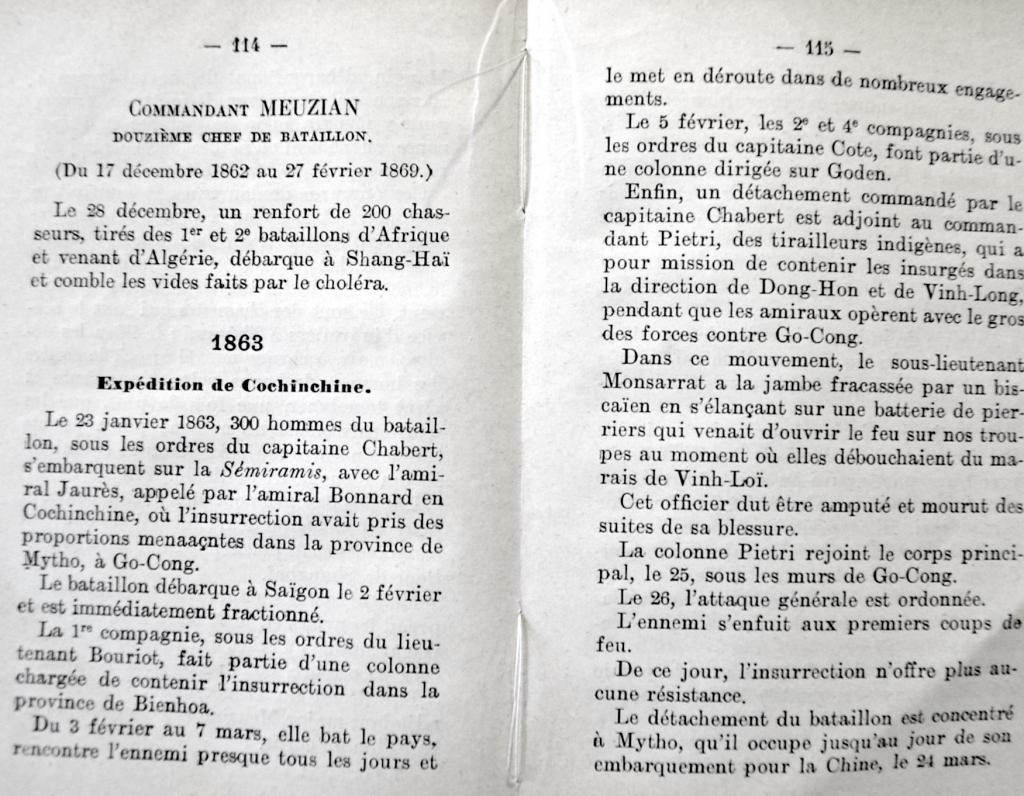 — 114 —
COMMANDANT MEUZIAN
DOUZIÈME CHEF DE BATAILLON.
(Du 17 décembre 1862 au 27 février 1869.)
Le 28 décembre, un renfort de 200 chas-
seurs, tirés des 1er et 2e bataillons d'Afrique
et venant d'Algérie, débarque à Shang-Haï
et comble les vides faits par le choléra.
1863
Expédition de Cochinchine.
Le 23 janvier 1863, 300 hommes du batail-
lon, sous les ordres du capitaine Chabert,
s'embarquent sur la Sémiramis, avec l'ami-
ral Jaurès, appelé par l'amiral Bonnard en
Cochinchine, où l'insurrection avait pris des
proportions menaaçntes dans la province de
Mytho, à Go-Cong.
Le bataillon débarque à Saïgon le 2 février
et est immédiatement fractionné.
La 1re compagnie, sous les ordres du lieu-
tenant Bouriot, fait partie d'une colonne
chargée de contenir l'insurrection dans la
province de Bienhoa.
Du 3 février au 7 mars, elle bat le pays,
rencontre l'ennemi presque tous les jours et
— 115 —
le met en déroute dans de nombreux engage-
ments.
Le 5 février, les 2e et 4e compagnies, sous
les ordres du capitaine Cote, font partie d'u-
ne colonne dirigée sur Goden.
Enfin, un détachement commandé par le
capitaine Chabert est adjoint au comman-
dant Pietri, des tirailleurs indigènes, qui a
pour mission de contenir les insurgés dans
la direction de Dong-Hon et de Vinh-Long,
pendant que les amiraux opèrent avec le gros
des forces contre Go-Cong.
Dans ce mouvement, le sous-lieutenant
Monsarrat a la jambe fracassée par un bis-
caïen en s'élançant sur une batterie de pier-
riers qui venait d'ouvrir le feu sur nos trou-
pes au moment où elles débouchaient du ma-
rais de Vinh-Loï.
Cet officier dut être amputé et mourut des
suites de sa blessure.
La colonne Pietri rejoint le corps princi-
pal, le 25, sous les murs de Go-Cong.
Le 26, l'attaque générale est ordonnée.
L'ennemi s'enfuit aux premiers coups de
feu.
De ce jour, l'insurrection n'offre plus au-
cune résistance.
Le détachement du bataillon est concentré
à Mytho, qu'il occupe jusqu'au jour de son
embarquement pour la Chine, le 24 mars.